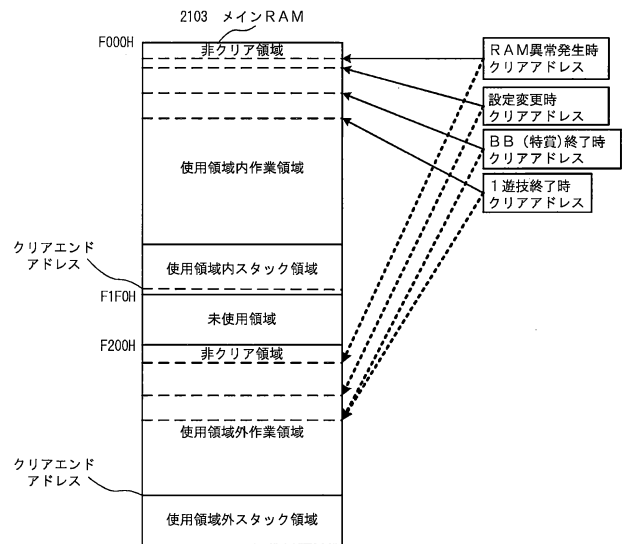 2103 メインRAM
F000H
非クリア領域
RAM異常発生時
クリアアドレス
設定変更時
クリアアドレス
BB(特賞)終了時
クリアアドレス
1遊技終了時
クリアアドレス
使用領域内作業領域
クリアエンド
アドレス
使用領域内スタック領域
F1F0H
未使用領域
F200H
非クリア領域
使用領域外作業領域
クリアエンド
アドレス
使用領域外スタック領域